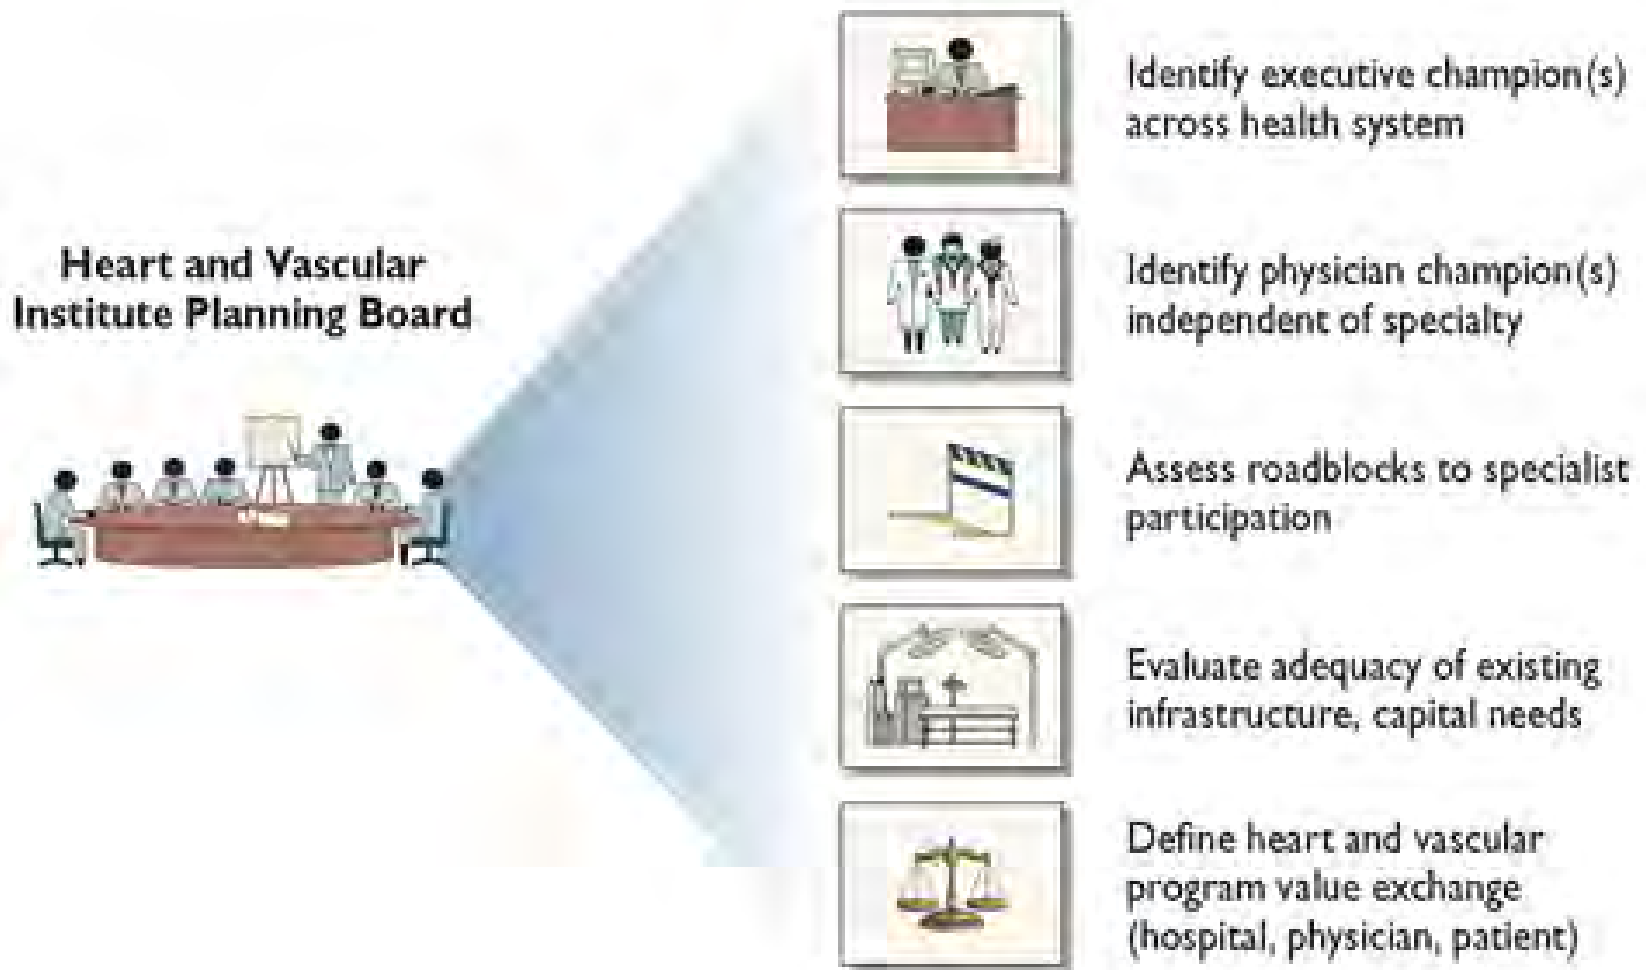 Heart and Vascular
Institute Planning Board
Identify executive champion(s)
across health system
Identify physician champion(s)
independent of specialty
Assess roadblocks to specialist
participation
Evaluate adequacy of existing
infrastructure, capital needs
Define heart and vascular
program value exchange
(hospital, physician, patient)